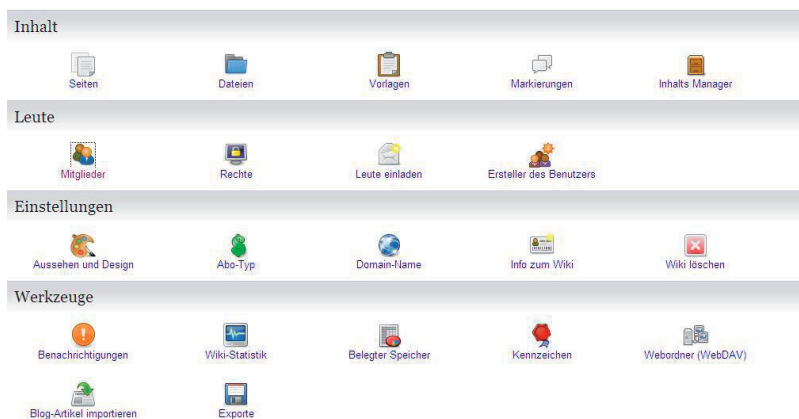 Inhalt
Seiten Dateien Vorlagen Markierungen Inhalts Manager
Leute
Mitglieder Rechte Leute einladen Ersteller des Benutzers
Einstellungen
Aussehen und Design Abo-Typ Domain-Name Info zum Wiki Wiki löschen
Werkzeuge
Benachrichtigungen Wiki-Statistik Belegter Speicher Kennzeichen Webordner (WebDAV)
Blog-Artikel importieren Exporte